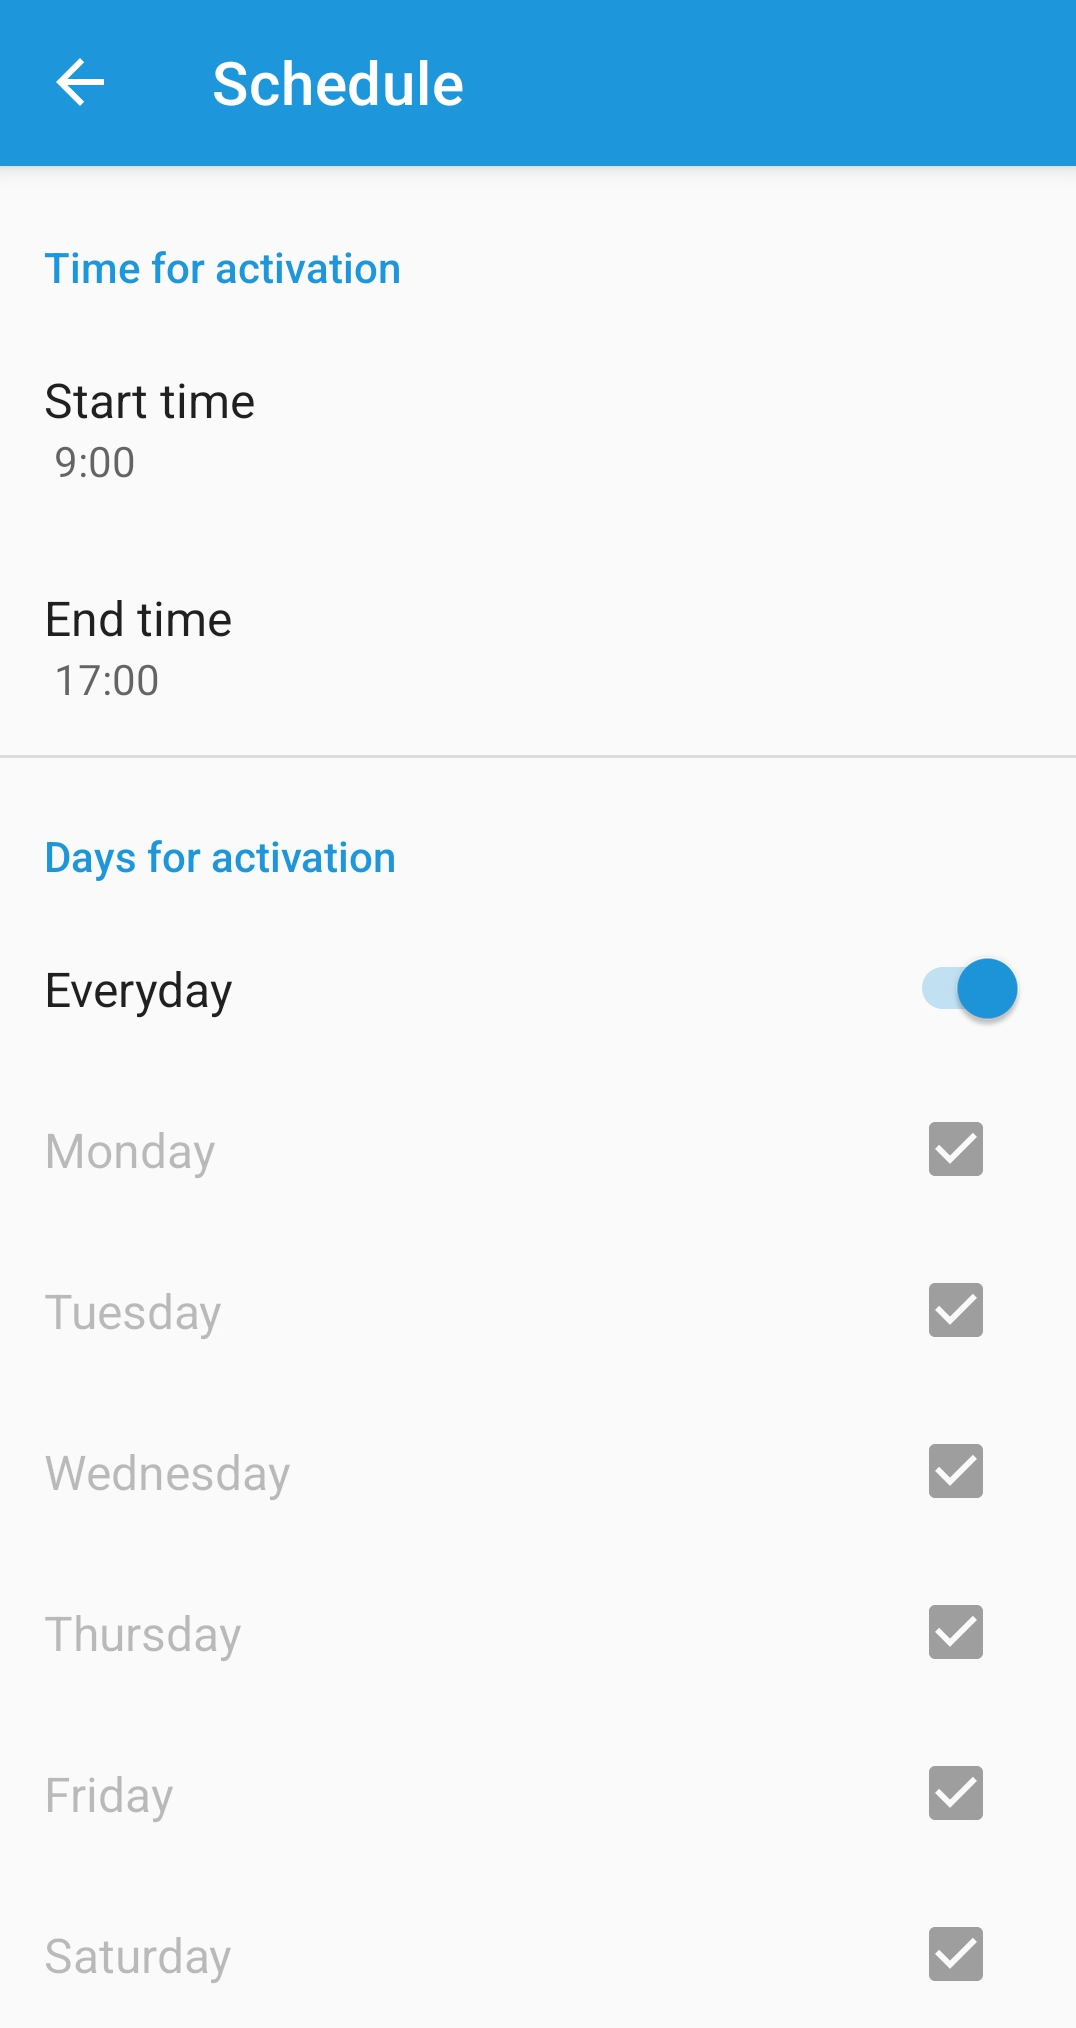 Schedule
Time for activation
Start time
9:00
End time
17:00
Days for activation
Everyday
Monday
Tuesday
Wednesday
Thursday
Friday
Saturday